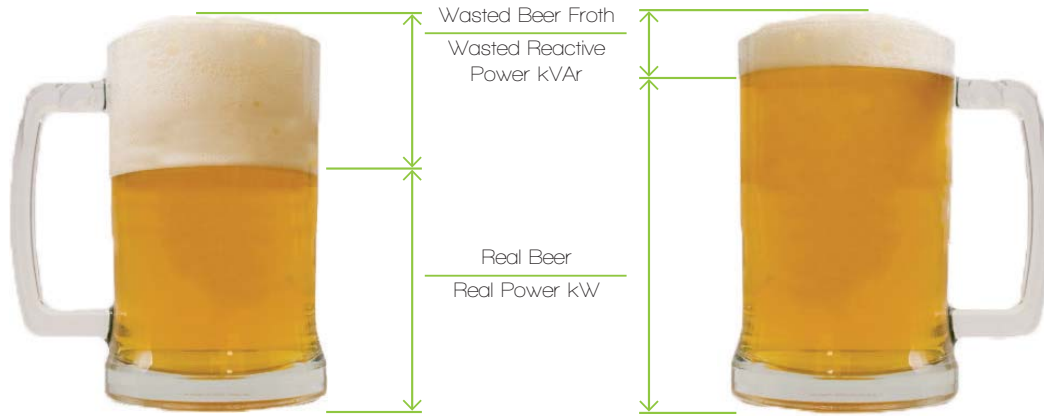 Wasted Beer Froth
Wasted Reactive
Power kVAr
Real Beer
Real Power kW